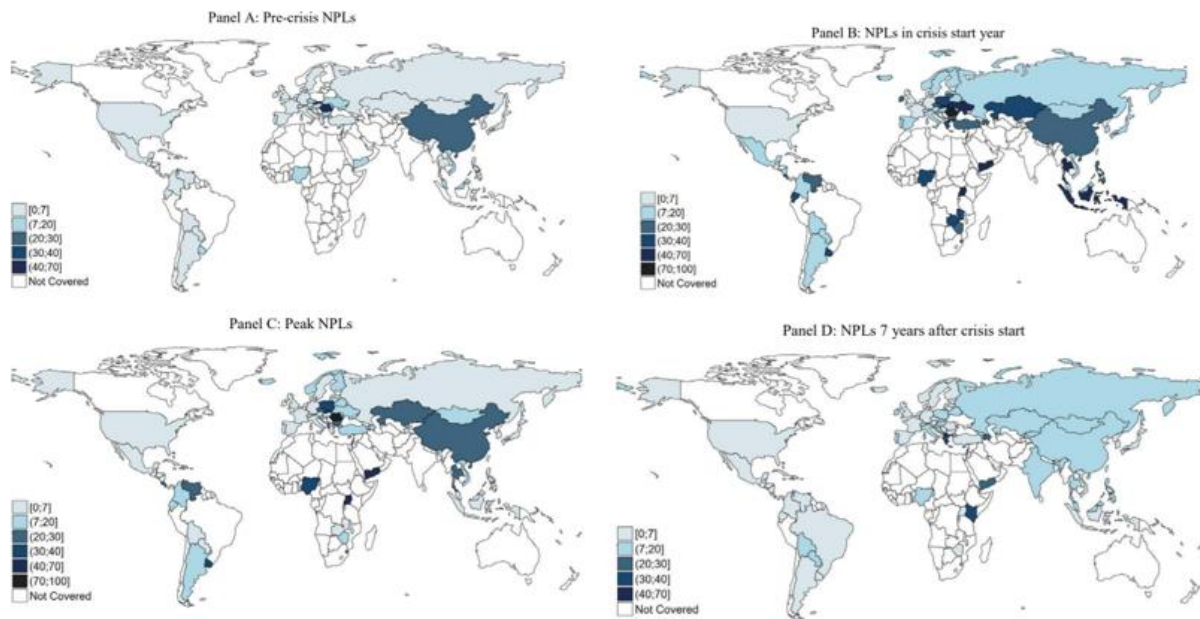 Panel A: Pre-crisis NPLs
[0;7]
(7;20]
(20;30]
(30;40]
(40;70]
Not Covered
Panel B: NPLs in crisis start year
[0;7]
(7;20]
(20;30]
(30;40]
(40;70]
(70;100]
Not Covered
Panel C: Peak NPLs
[0;7]
(7;20]
(20;30]
(30;40]
(40;70]
(70;100]
Not Covered
Panel D: NPLs 7 years after crisis start
[0;7]
(7;20]
(20;30]
(30;40]
(40;70]
Not Covered